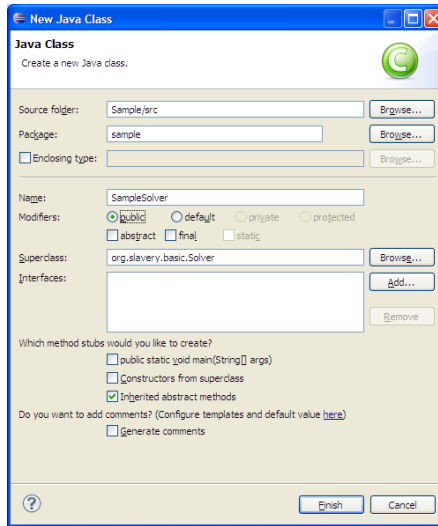 New Java Class
Java Class
Create a new Java class.
Source folder: Sample/src Browse...
Package: sample Browse...
Enclosing type: Browse...
Name: SampleSolver
Modifiers: public default private protected
abstract final static
Superclass: org.slavery.basic.Solver Browse...
Interfaces: Add...
Remove
Which method stubs would you like to create?
public static void main(String[] args)
Constructors from superclass
Inherited abstract methods
Do you want to add comments? (Configure templates and default value here)
Generate comments
? Finish Cancel